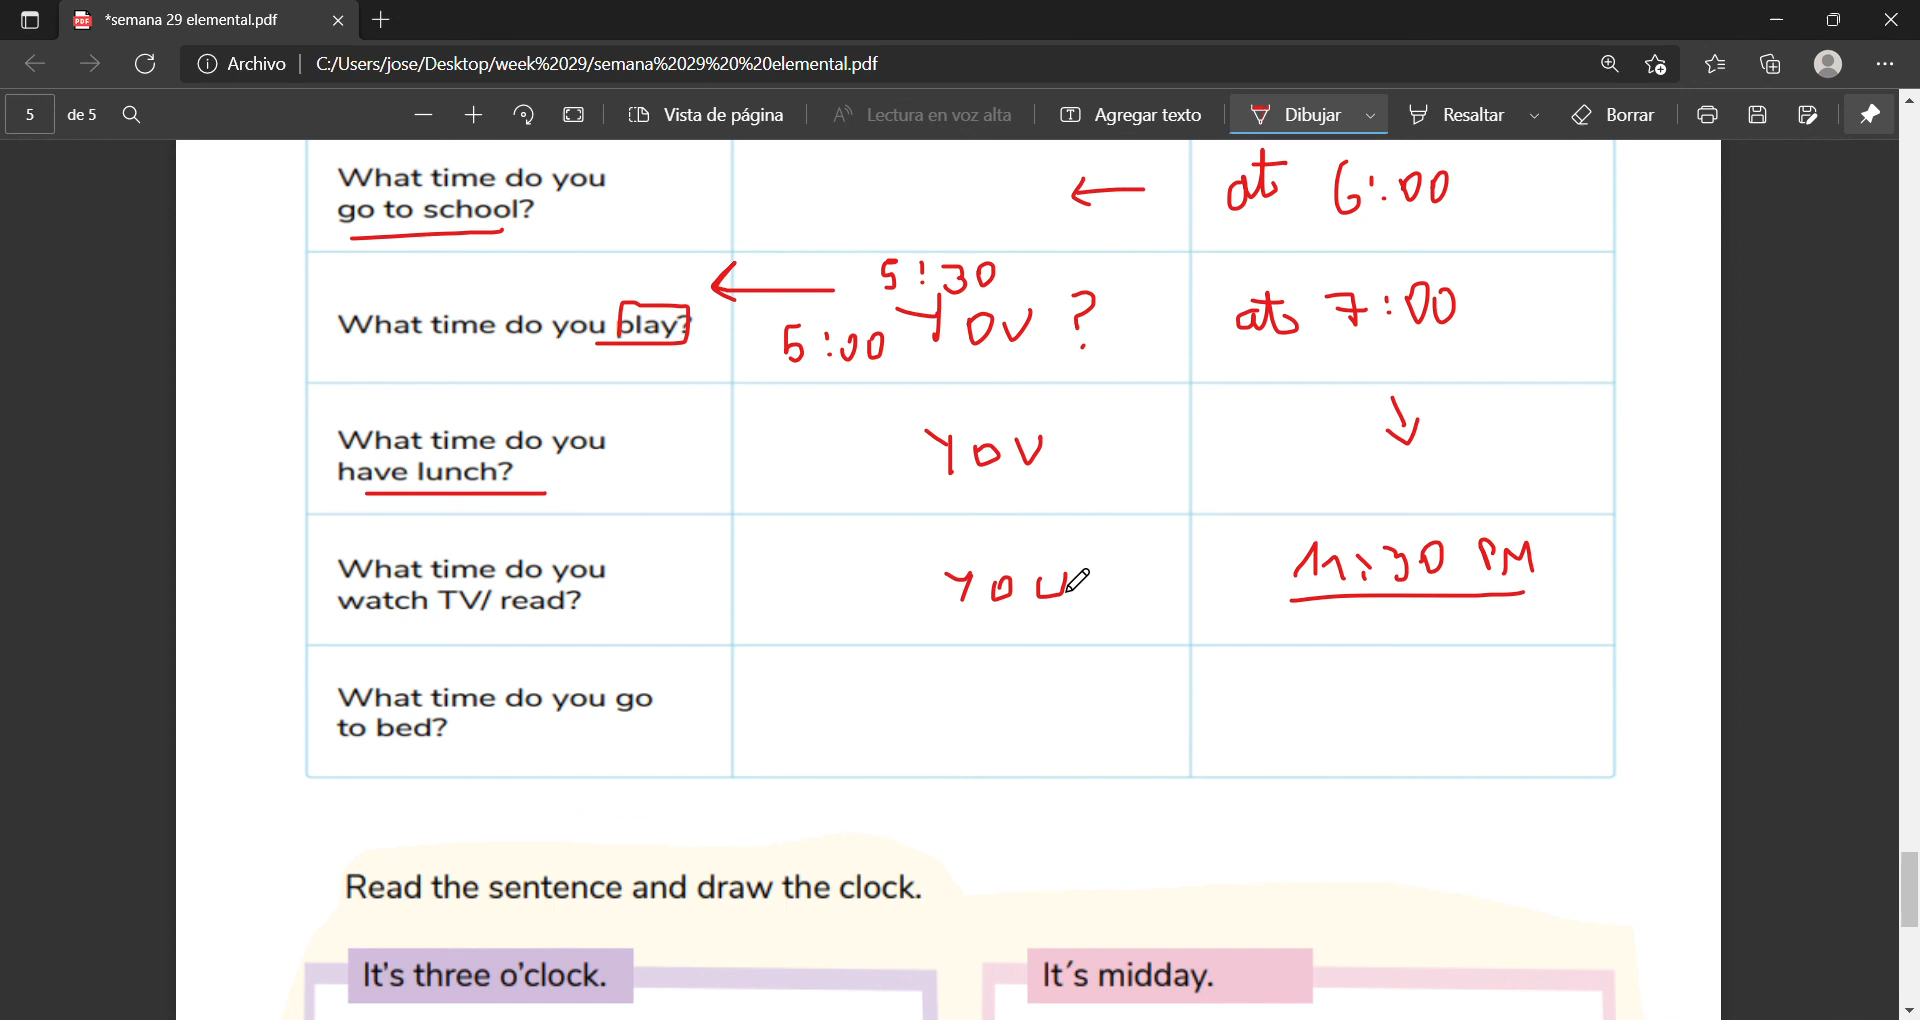 *semana 29 elemental.pdf
Archivo
C:/Users/jose/Desktop/week%2029/semana%2029%20%20elemental.pdf
5 de 5
Vista de página
Lectura en voz alta
Agregar texto
Dibujar
Resaltar
Borrar
What time do you
go to school?
at 6:00
What time do you play?
5:30
5:00 YOU ?
at 7:00
What time do you
have lunch?
YOU
What time do you
watch TV/ read?
YOU
11:30 PM
What time do you go
to bed?
Read the sentence and draw the clock.
It's three o'clock.
It´s midday.